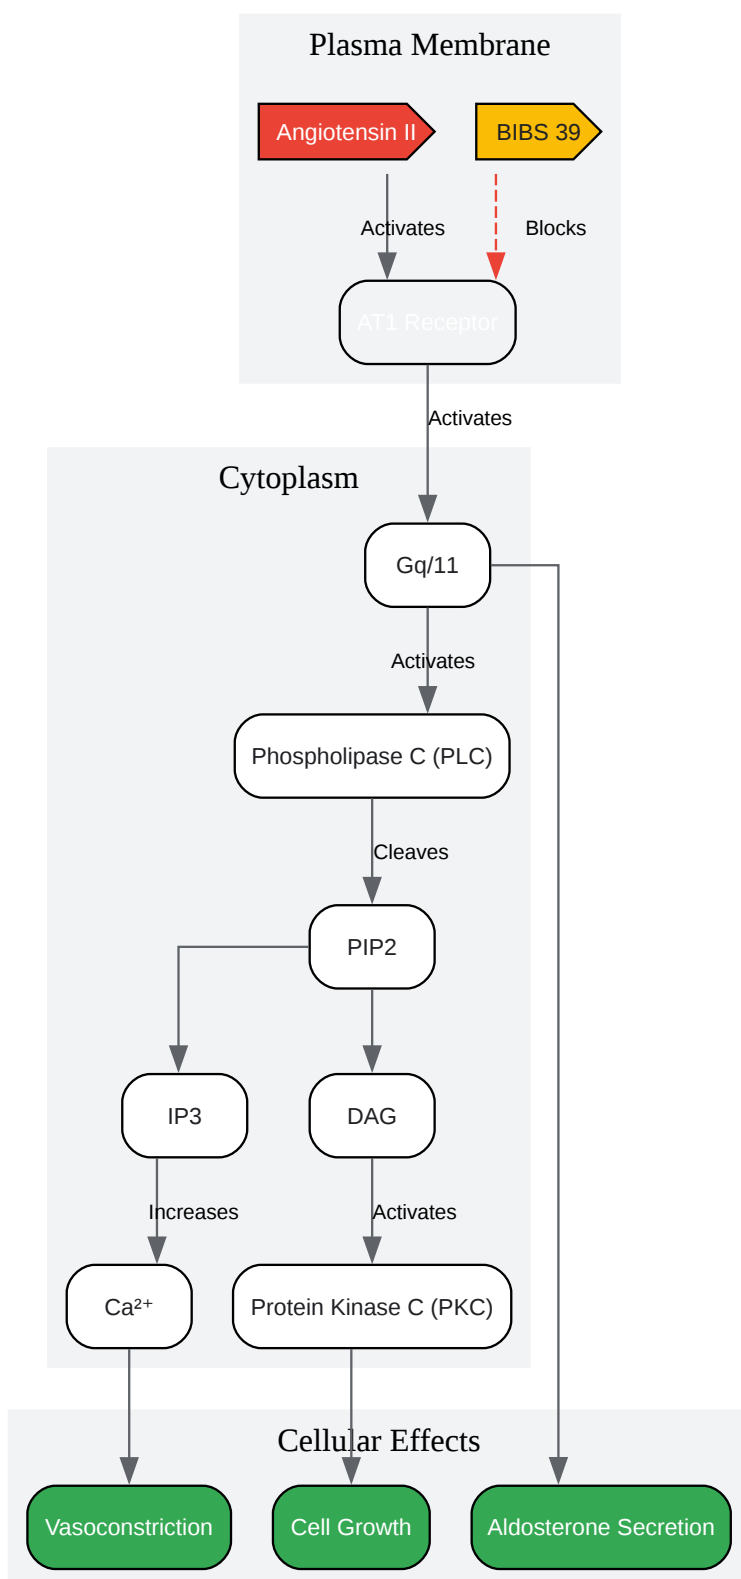 Plasma Membrane
Angiotensin II
BIBS 39
Activates
Blocks
AT1 Receptor
Activates
Cytoplasm
Gq/11
Activates
Phospholipase C (PLC)
Cleaves
PIP2
IP3
DAG
Increases
Activates
Ca²⁺
Protein Kinase C (PKC)
Cellular Effects
Vasoconstriction
Cell Growth
Aldosterone Secretion